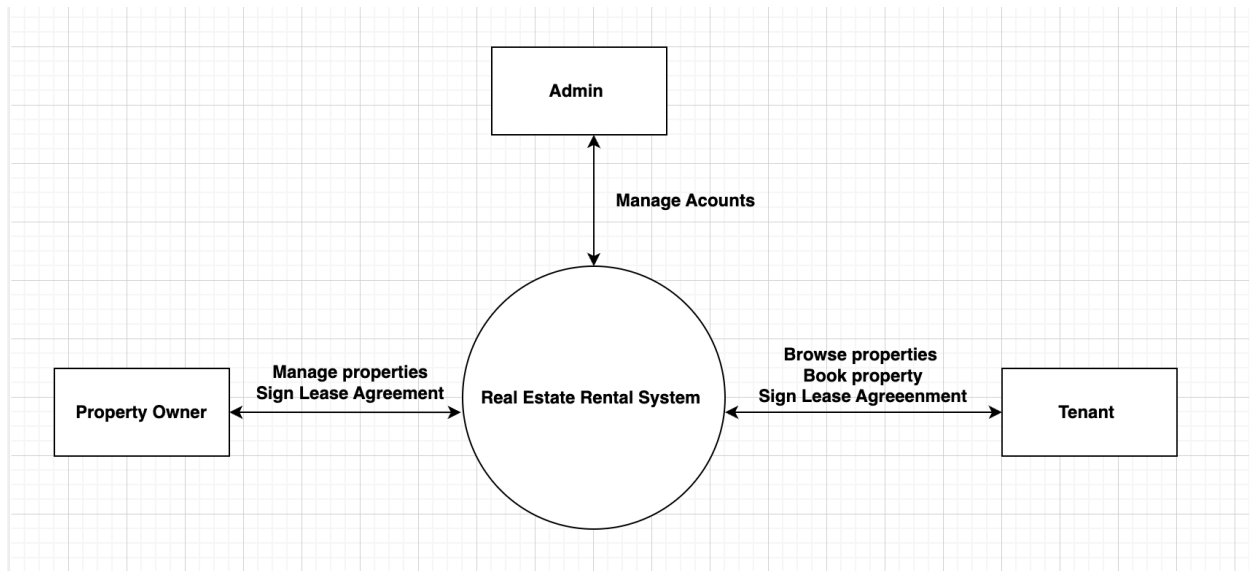 Admin
Manage Acounts
Manage properties
Sign Lease Agreement
Property Owner
Real Estate Rental System
Browse properties
Book property
Sign Lease Agreeenment
Tenant